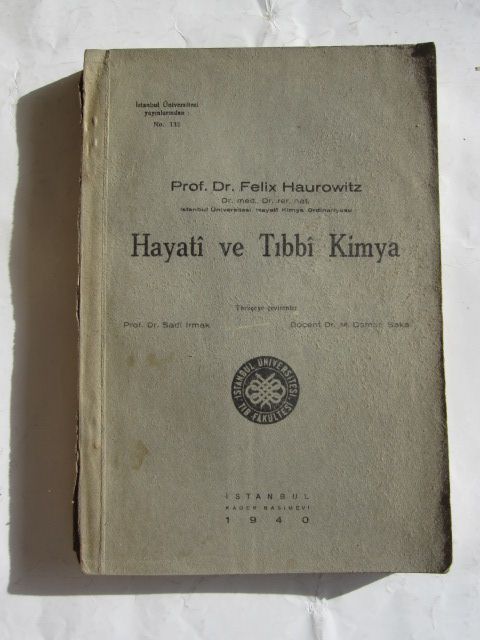 İstanbul Üniversitesi
yayınlarından :
No. 131
Prof. Dr. Felix Haurowitz
Dr. med. Dr. rer. nat.
Istanbul Üniversitesi Hayatî Kimya Ordinaryüsü
Hayatî ve Tıbbî Kimya
Türkçeye çevirenler
Prof. Dr. Sadi Irmak
Doçent Dr. M. Osman Saka
İSTANBUL ÜNİVERSİTESİ
TIB FAKÜLTESİ
İSTANBUL
KADER BASIMEVİ
1940